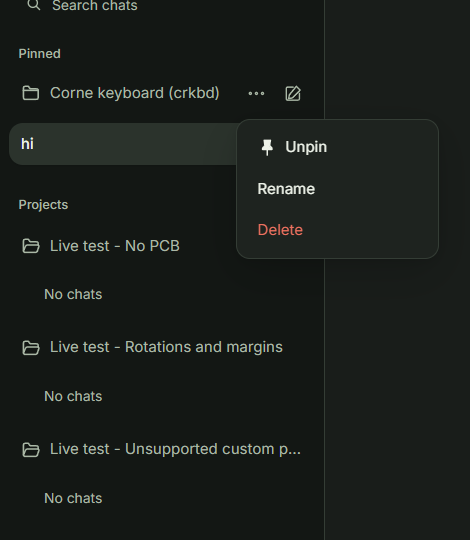 Search chats
Pinned
Corne keyboard (crkbd)
hi
Unpin
Rename
Delete
Projects
Live test - No PCB
No chats
Live test - Rotations and margins
No chats
Live test - Unsupported custom p...
No chats